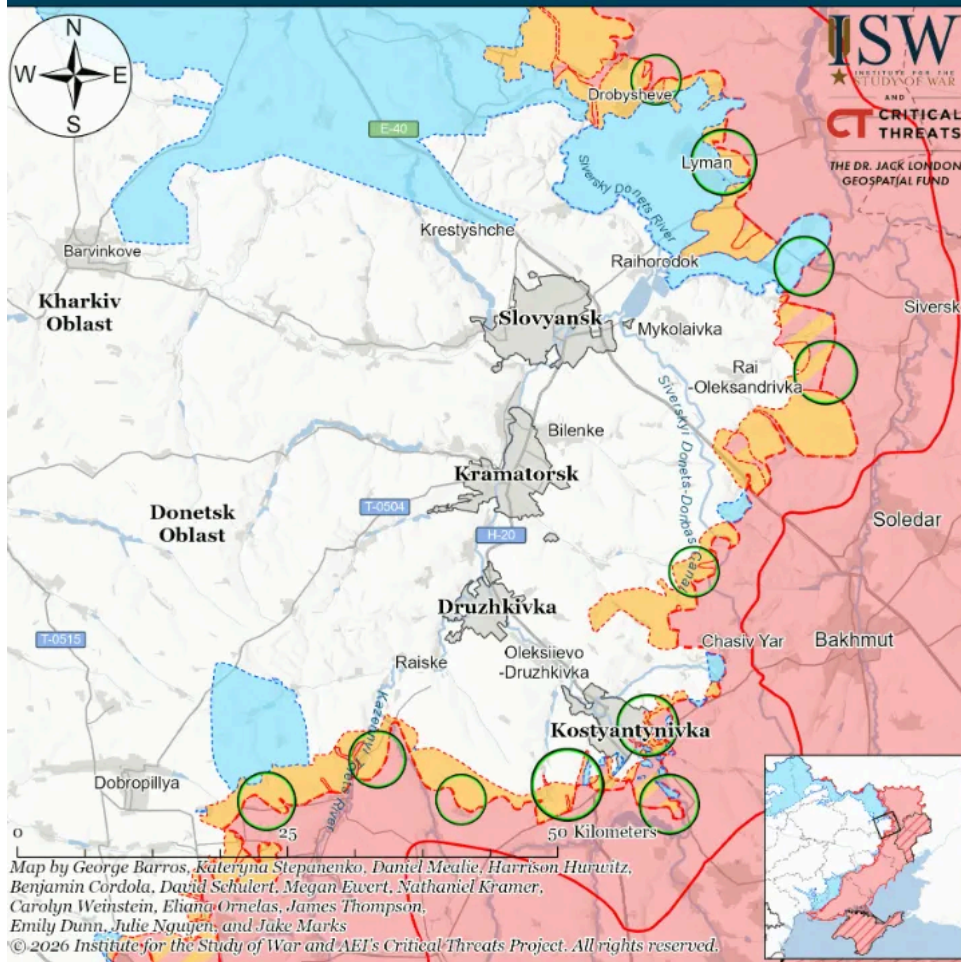 N
W
E
S
ISW
INSTITUTE FOR THE
STUDY OF WAR
AND
CT CRITICAL
THREATS
THE DR. JACK LONDON
GEOSPATIAL FUND
E-40
Drobysheve
Lyman
Siversky Donets River
Krestyshche
Raihorodok
Barvinkove
Kharkiv
Oblast
Slovyansk
Mykolaivka
Siversk
Rai
-Oleksandrivka
Siverskyi Donets-Donbas Canal
Bilenke
Kramatorsk
T-0504
Donetsk
Oblast
H-20
Soledar
Druzhkivka
T-0515
Chasiv Yar
Bakhmut
Raiske
Oleksiievo
-Druzhkivka
Kostyantynivka
Kazennyi Torets River
Dobropillya
0
25
50 Kilometers
Map by George Barros, Kateryna Stepanenko, Daniel Mealie, Harrison Hurwitz,
Benjamin Cordola, David Schulert, Megan Ewert, Nathaniel Kramer,
Carolyn Weinstein, Eliana Ornelas, James Thompson,
Emily Dunn, Julie Nguyen, and Jake Marks
© 2026 Institute for the Study of War and AEI's Critical Threats Project. All rights reserved.